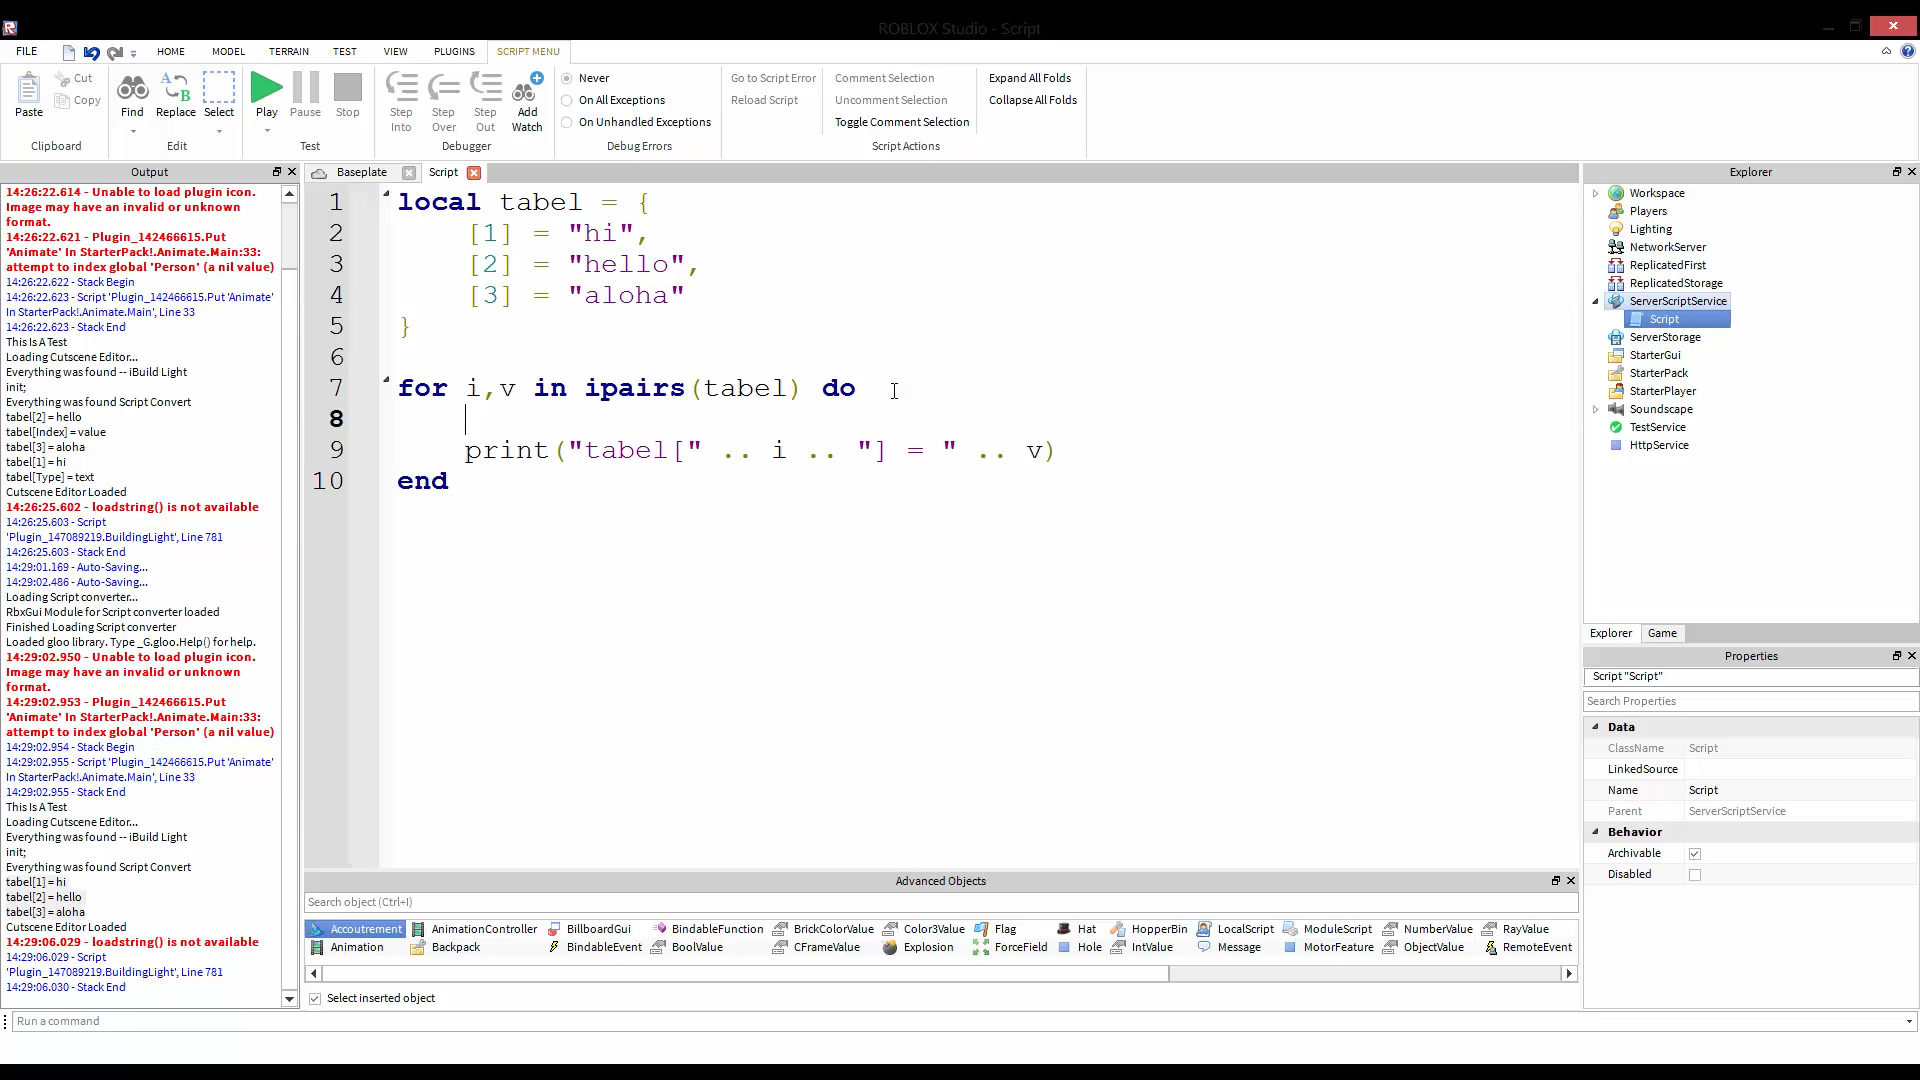 ROBLOX Studio - Script
FILE HOME MODEL TERRAIN TEST VIEW PLUGINS SCRIPT MENU
Paste
Cut
Copy
Clipboard
Find
Replace
Select
Edit
Play
Pause
Stop
Test
Step Into
Step Over
Step Out
Add Watch
Debugger
Never
On All Exceptions
On Unhandled Exceptions
Debug Errors
Go to Script Error
Reload Script
Comment Selection
Uncomment Selection
Toggle Comment Selection
Script Actions
Expand All Folds
Collapse All Folds
Output
14:26:22.614 - Unable to load plugin icon.
Image may have an invalid or unknown
format.
14:26:22.621 - Plugin_142466615.Put
'Animate' In StarterPack!.Animate.Main:33:
attempt to index global 'Person' (a nil value)
14:26:22.622 - Stack Begin
14:26:22.623 - Script 'Plugin_142466615.Put 'Animate'
In StarterPack!.Animate.Main', Line 33
14:26:22.623 - Stack End
This Is A Test
Loading Cutscene Editor...
Everything was found -- iBuild Light
init;
Everything was found Script Convert
tabel[2] = hello
tabel[Index] = value
tabel[3] = aloha
tabel[1] = hi
tabel[Type] = text
Cutscene Editor Loaded
14:26:25.602 - loadstring() is not available
14:26:25.603 - Script
'Plugin_147089219.BuildingLight', Line 781
14:26:25.603 - Stack End
14:29:01.169 - Auto-Saving...
14:29:02.486 - Auto-Saving...
Loading Script converter...
RbxGui Module for Script converter loaded
Finished Loading Script converter
Loaded gloo library. Type _G.gloo.Help() for help.
14:29:02.950 - Unable to load plugin icon.
Image may have an invalid or unknown
format.
14:29:02.953 - Plugin_142466615.Put
'Animate' In StarterPack!.Animate.Main:33:
attempt to index global 'Person' (a nil value)
14:29:02.954 - Stack Begin
14:29:02.955 - Script 'Plugin_142466615.Put 'Animate'
In StarterPack!.Animate.Main', Line 33
14:29:02.955 - Stack End
This Is A Test
Loading Cutscene Editor...
Everything was found -- iBuild Light
init;
Everything was found Script Convert
tabel[1] = hi
tabel[2] = hello
tabel[3] = aloha
Cutscene Editor Loaded
14:29:06.029 - loadstring() is not available
14:29:06.029 - Script
'Plugin_147089219.BuildingLight', Line 781
14:29:06.030 - Stack End
Baseplate Script
1 local tabel = {
2 [1] = "hi",
3 [2] = "hello",
4 [3] = "aloha"
5 }
6
7 for i,v in ipairs(tabel) do
8
9 print("tabel[" .. i .. "] = " .. v)
10 end
Advanced Objects
Search object (Ctrl+I)
Accoutrement AnimationController BillboardGui BindableFunction BrickColorValue Color3Value Flag Hat HopperBin LocalScript ModuleScript NumberValue RayValue
Animation Backpack BindableEvent BoolValue CFrameValue Explosion ForceField Hole IntValue Message MotorFeature ObjectValue RemoteEvent
Select inserted object
Explorer
Workspace
Players
Lighting
NetworkServer
ReplicatedFirst
ReplicatedStorage
ServerScriptService
Script
ServerStorage
StarterGui
StarterPack
StarterPlayer
Soundscape
TestService
HttpService
Explorer Game
Properties
Script "Script"
Search Properties
Data
ClassName Script
LinkedSource
Name Script
Parent ServerScriptService
Behavior
Archivable
Disabled
Run a command